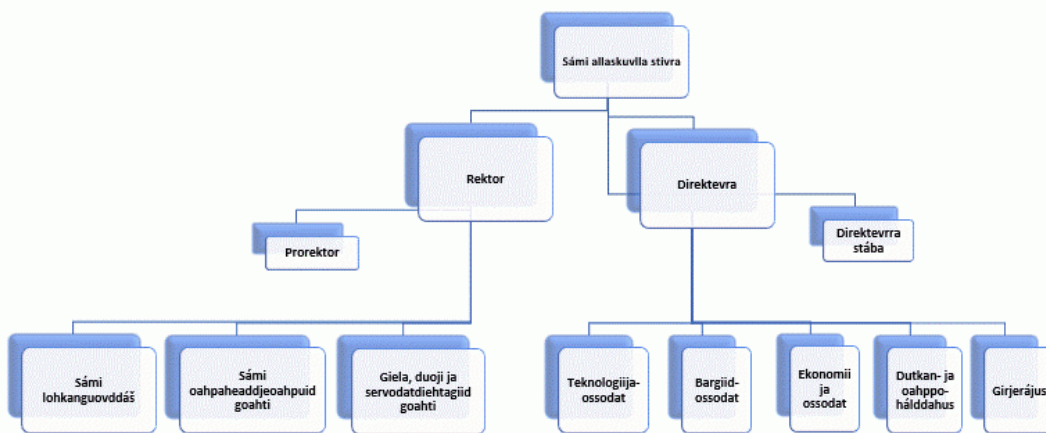 Sámi allaskuvlla stivra
Rektor
Direktevra
Prorektor
Direktevrra
stába
Sámi
lohkanguovddáš
Sámi
oahpaheaddjeoahpuid
goahti
Giela, duoji ja
servodatdiehtagiid
goahti
Teknologiija-
ossodat
Bargiid-
ossodat
Ekonomii
ja
ossodat
Dutkan- ja
oahppo-
hálddahus
Girjerájus